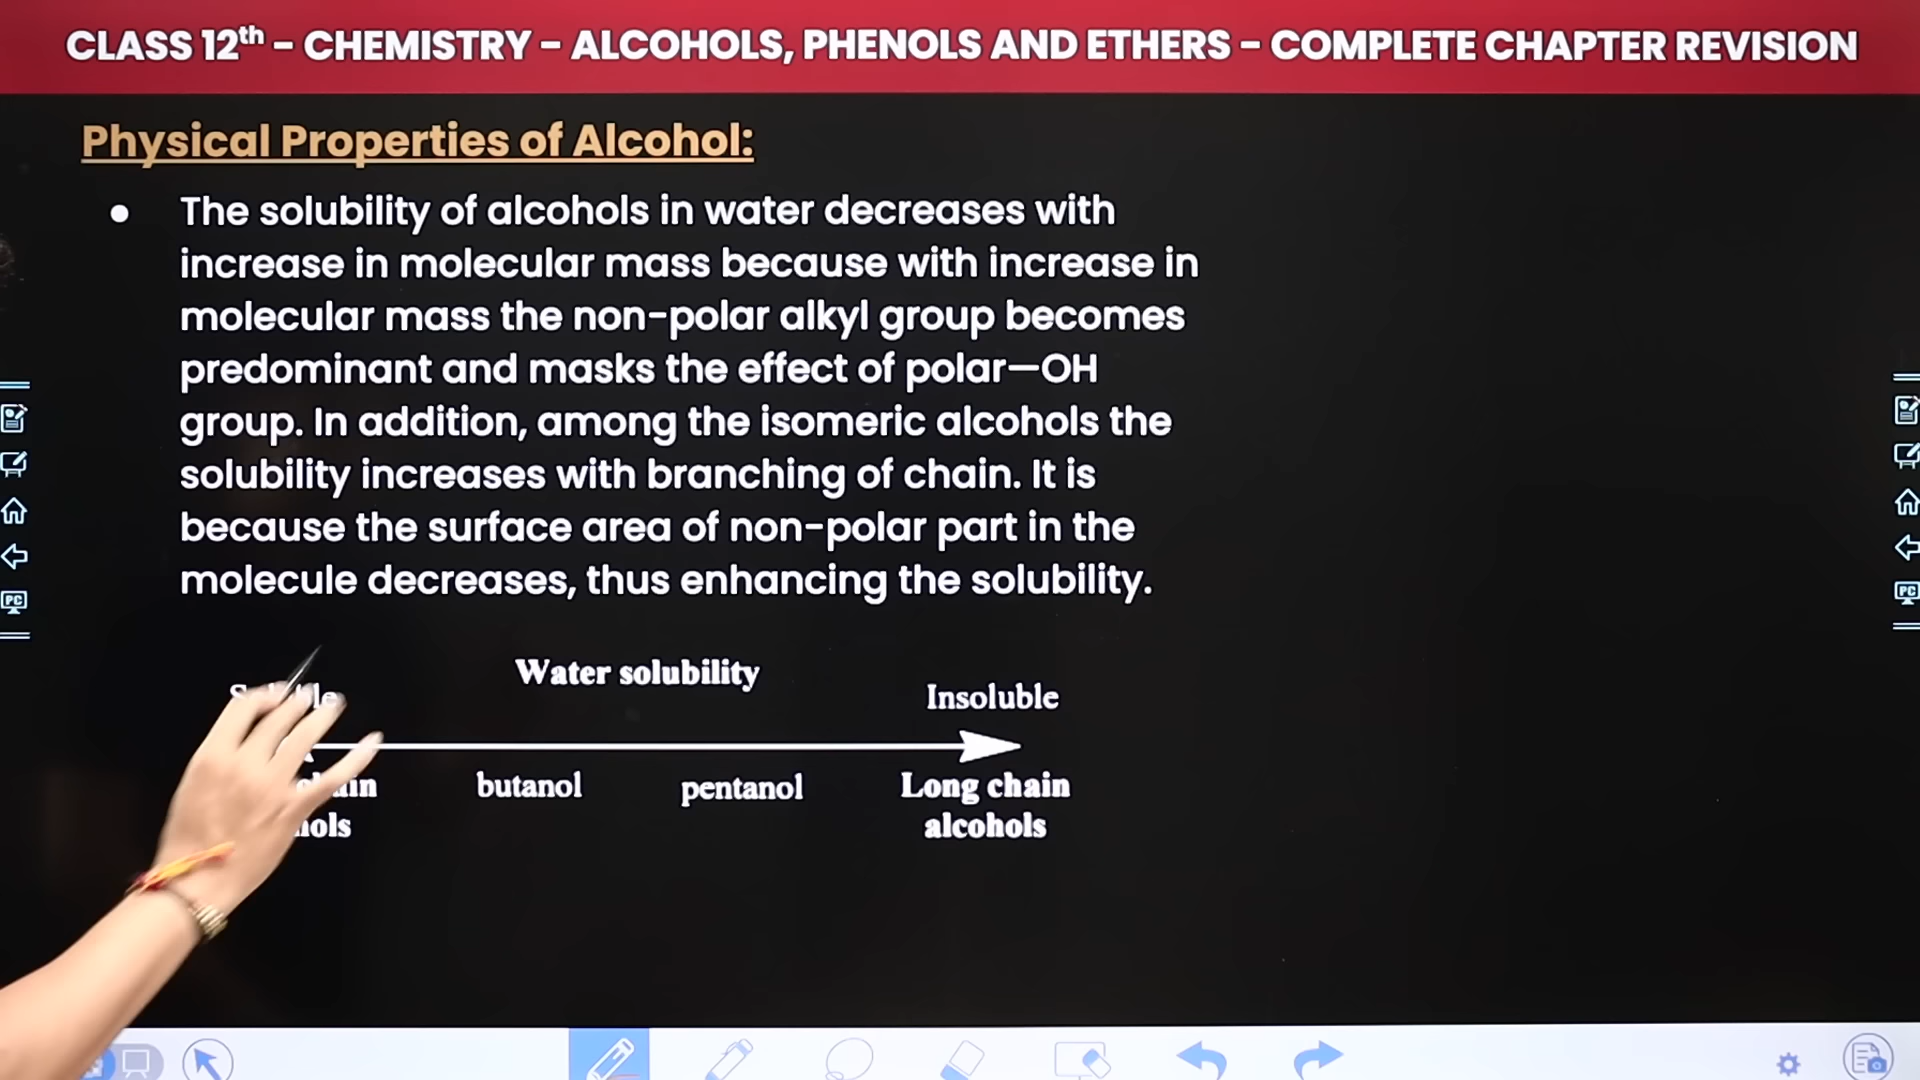 CLASS 12th - CHEMISTRY - ALCOHOLS, PHENOLS AND ETHERS - COMPLETE CHAPTER REVISION
Physical Properties of Alcohol:
● The solubility of alcohols in water decreases with
increase in molecular mass because with increase in
molecular mass the non-polar alkyl group becomes
predominant and masks the effect of polar—OH
group. In addition, among the isomeric alcohols the
solubility increases with branching of chain. It is
because the surface area of non-polar part in the
molecule decreases, thus enhancing the solubility.
Water solubility
Insoluble
butanol pentanol Long chain
alcohols
PC
PC